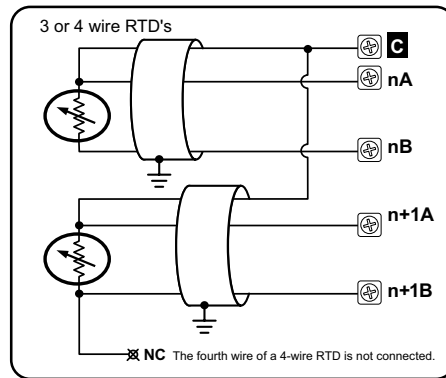 3 or 4 wire RTD's
C
nA
nB
n+1A
n+1B
NC The fourth wire of a 4-wire RTD is not connected.